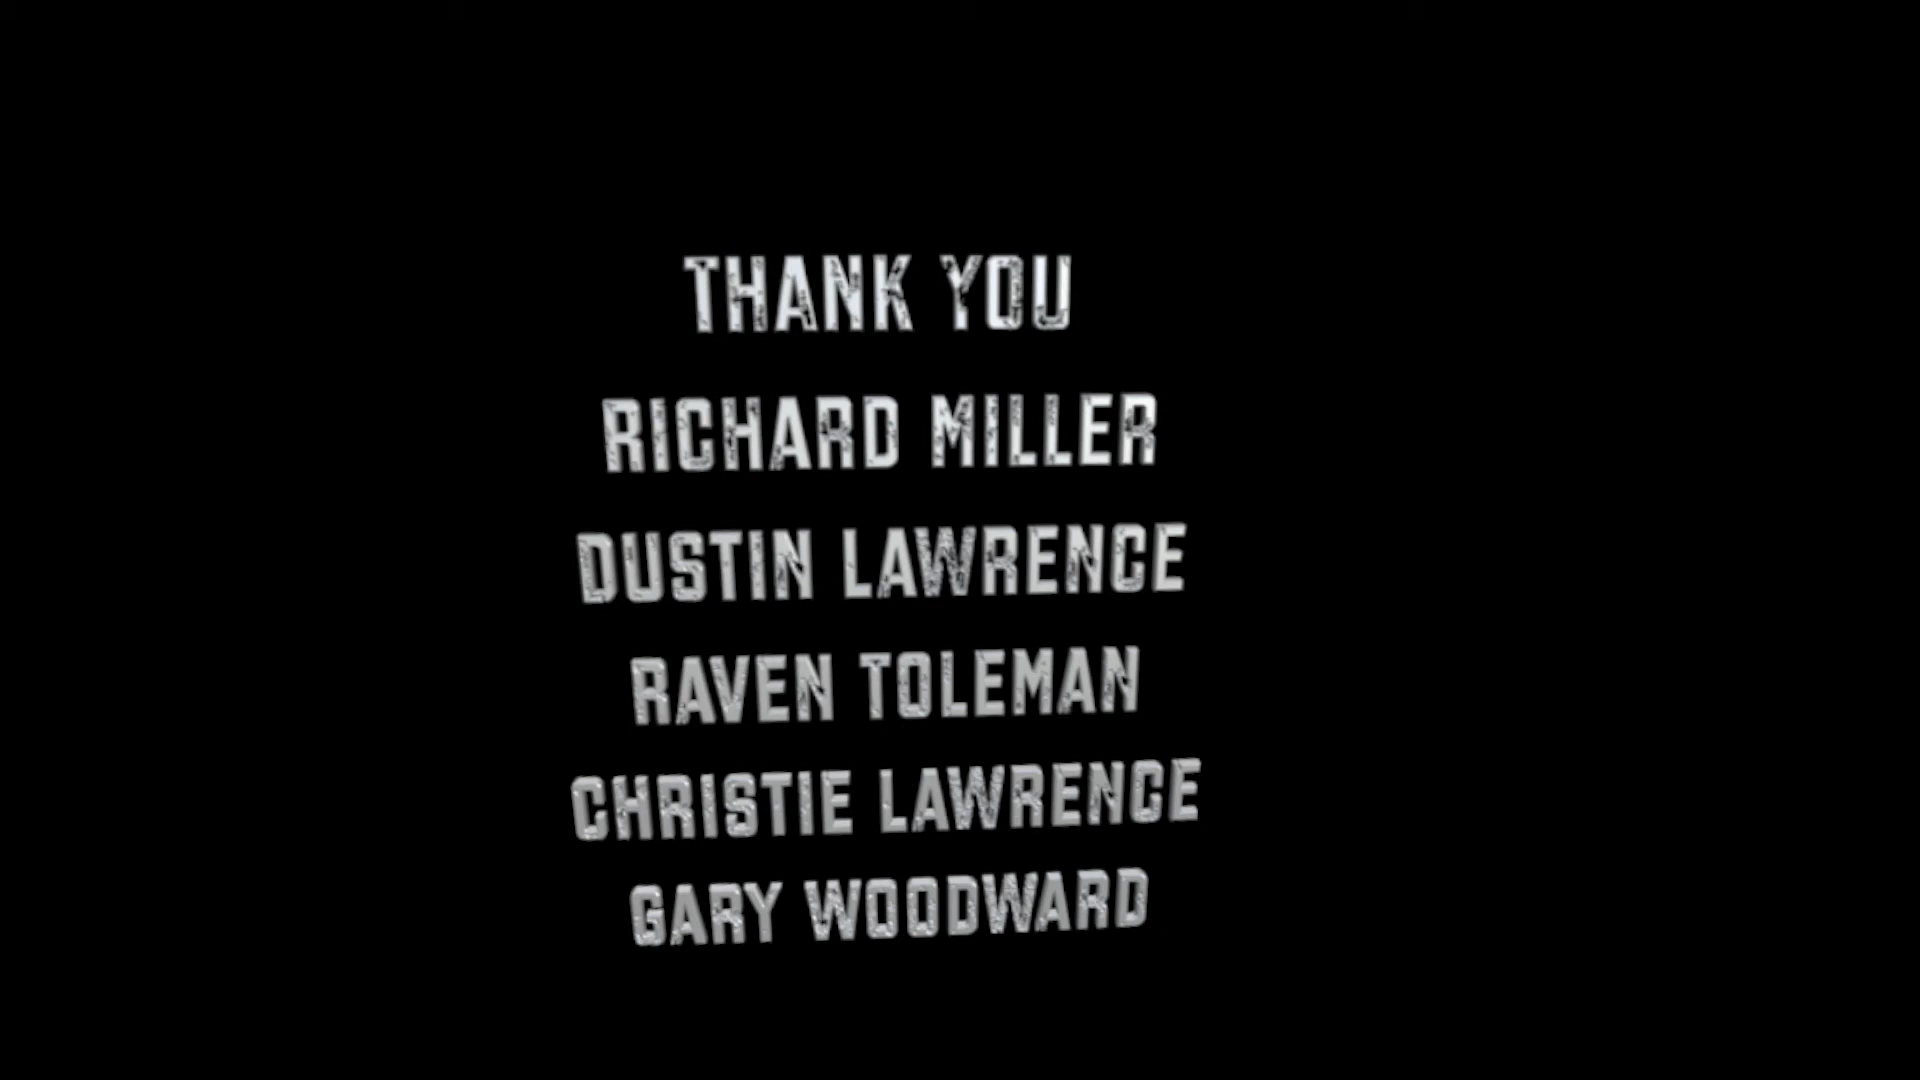 THANK YOU
RICHARD MILLER
DUSTIN LAWRENCE
RAVEN TOLEMAN
CHRISTIE LAWRENCE
GARY WOODWARD